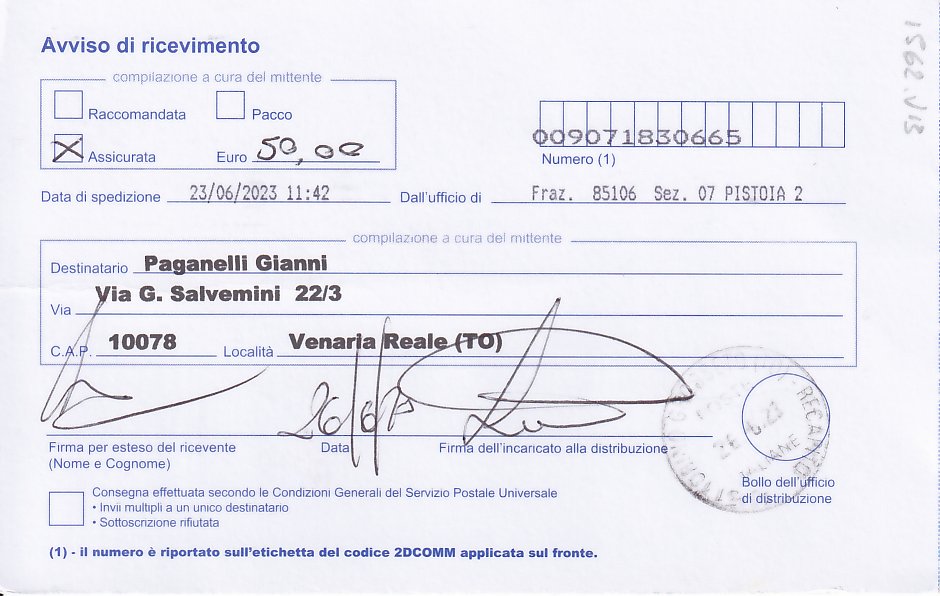 Avviso di ricevimento
compilazione a cura del mittente
Raccomandata Pacco
X Assicurata Euro 50,00
009071830665
Numero (1)
Data di spedizione 23/06/2023 11:42 Dall'ufficio di Fraz. 85106 Sez. 07 PISTOIA 2
compilazione a cura del mittente
Destinatario Paganelli Gianni
Via Via G. Salvemini 22/3
C.A.P. 10078 Località Venaria Reale (TO)
Firma per esteso del ricevente Data Firma dell'incaricato alla distribuzione
(Nome e Cognome)
Bollo dell'ufficio
di distribuzione
Consegna effettuata secondo le Condizioni Generali del Servizio Postale Universale
• Invii multipli a un unico destinatario
• Sottoscrizione rifiutata
(1) - il numero è riportato sull'etichetta del codice 2DCOMM applicata sul fronte.